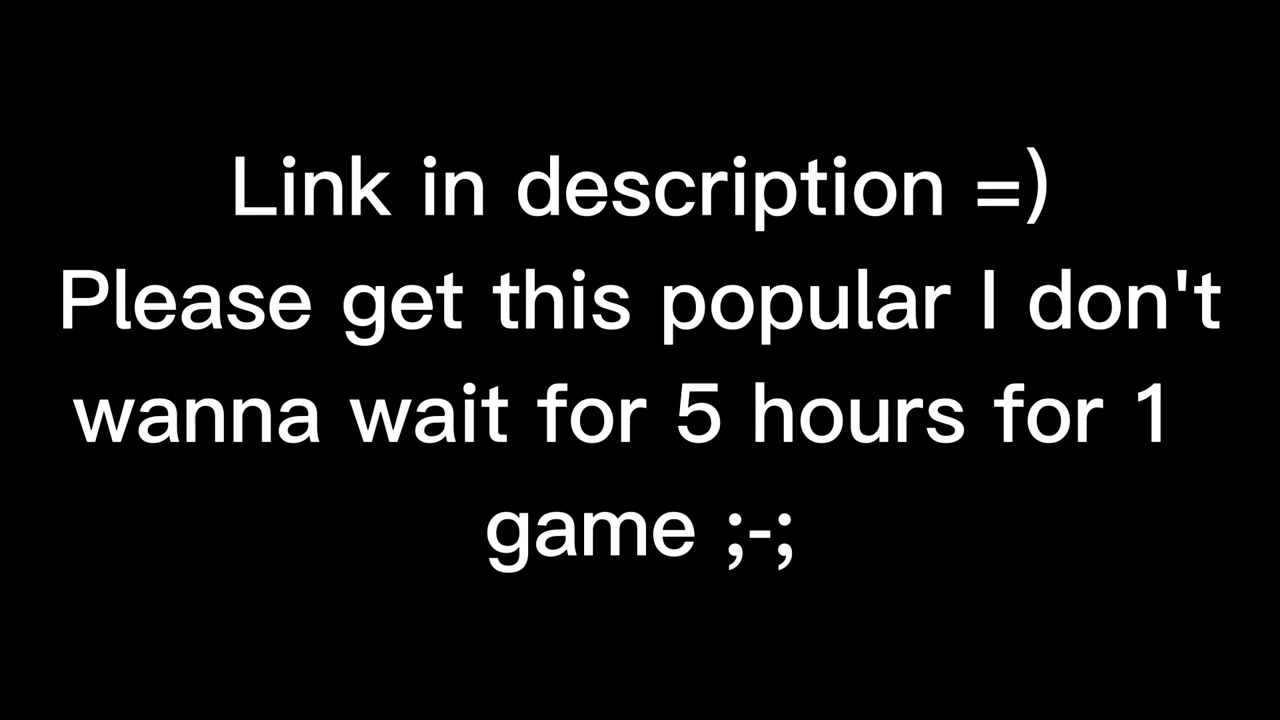 Link in description =)
Please get this popular I don't
wanna wait for 5 hours for 1
game ;-;